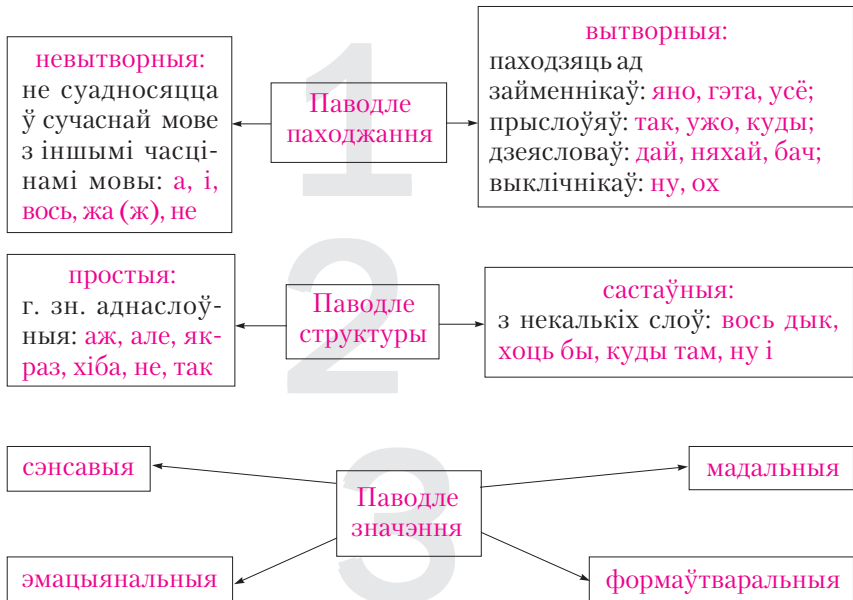 1
невытворныя:
не суадносяцца
ў сучаснай мове
з іншымі часці-
намі мовы: а, і,
вось, жа (ж), не
Паводле
паходжання
вытворныя:
паходзяць ад
займеннікаў: яно, гэта, усё;
прыслоўяў: так, ужо, куды;
дзеясловаў: дай, няхай, бач;
выклічнікаў: ну, ох
2
простыя:
г. зн. аднаслоў-
ныя: аж, але, як-
раз, хіба, не, так
Паводле
структуры
састаўныя:
з некалькіх слоў: вось дык,
хоць бы, куды там, ну і
3
сэнсавыя
Паводле
значэння
мадальныя
эмацыянальныя
формаўтваральныя